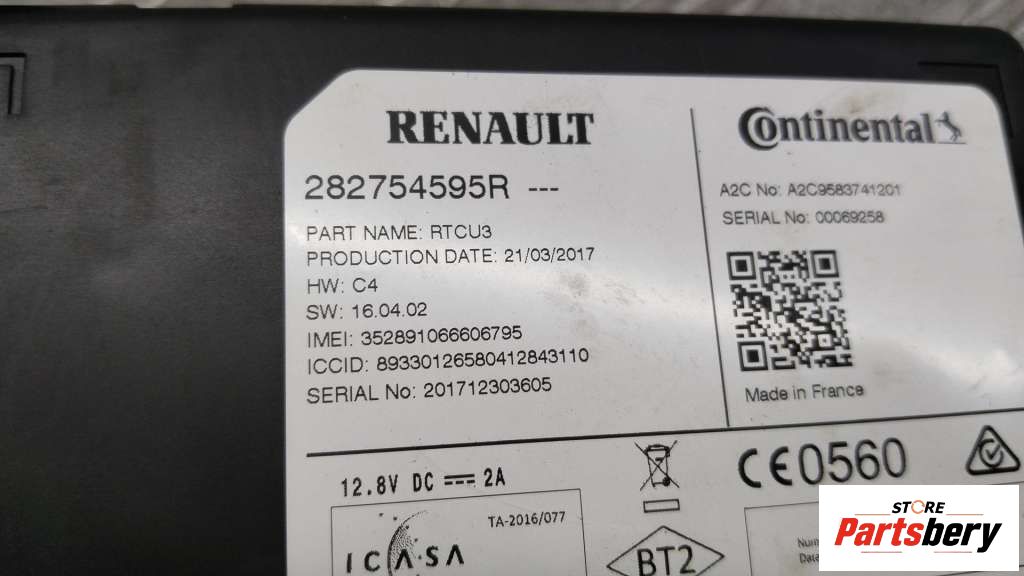 RENAULT
282754595R ---
PART NAME: RTCU3
PRODUCTION DATE: 21/03/2017
HW: C4
SW: 16.04.02
IMEI: 352891066606795
ICCID: 89330126580412843110
SERIAL No: 201712303605
Continental
A2C No: A2C9583741201
SERIAL No: 00069258
Made in France
12.8V DC 2A
CE0560
TA-2016/077
ICASA
BT2
STORE
Partsbery